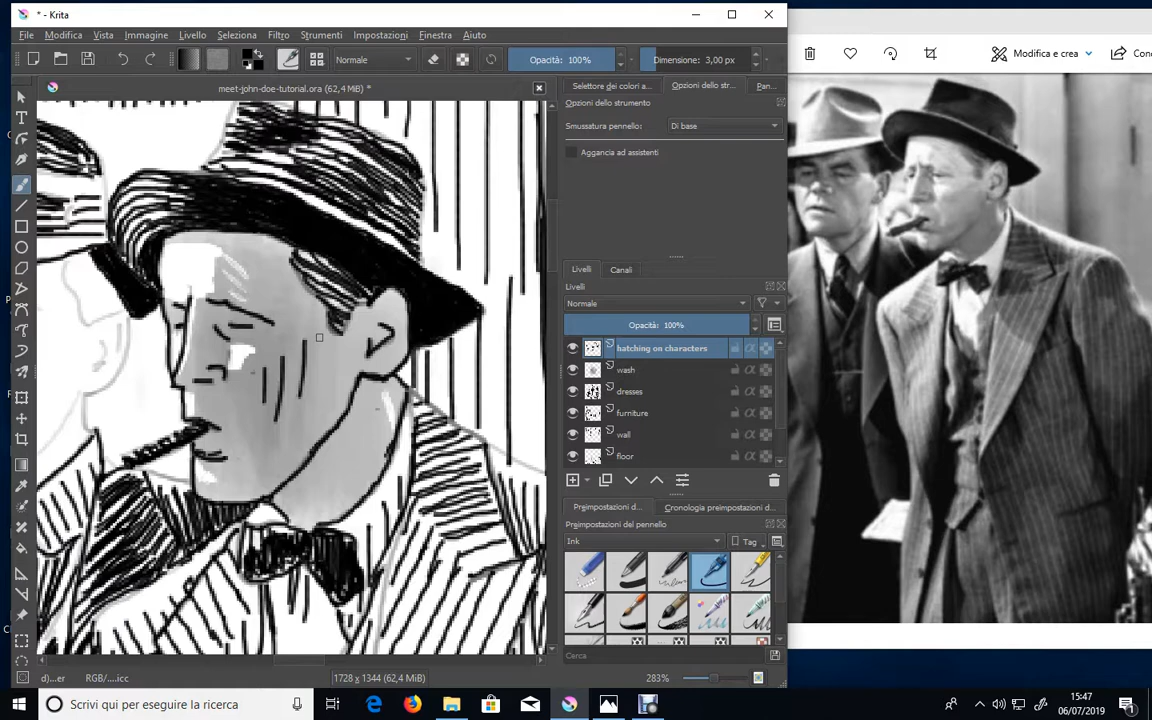 * - Krita
File Modifica Vista Immagine Livello Seleziona Filtro Strumenti Impostazioni Finestra Aiuto
Normale
Opacità: 100%
Dimensione: 3,00 px
Modifica e crea
meet-john-doe-tutorial.ora (62,4 MiB) *
Selettore dei colori a...
Opzioni dello str...
Pan...
Opzioni dello strumento
Smussatura pennello:
Di base
Aggancia ad assistenti
Livelli
Canali
Livelli
Normale
Opacità: 100%
hatching on characters
wash
dresses
furniture
wall
floor
Preimpostazioni d...
Cronologia preimpostazioni d...
Preimpostazioni del pennello
Ink
Tag
Cerca
d)...er
RGB/....icc
1728 x 1344 (62,4 MiB)
283%
Scrivi qui per eseguire la ricerca
15:47
06/07/2019
1